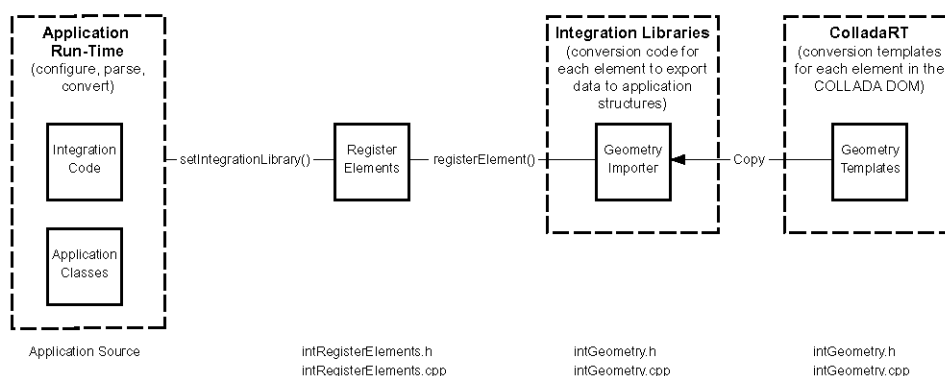 Application
Run-Time
(configure, parse,
convert)
Integration
Code
Application
Classes
setIntegrationLibrary()
Register
Elements
registerElement()
Integration Libraries
(conversion code for
each element to export
data to application
structures)
Geometry
Importer
Copy
ColladaRT
(conversion templates
for each element in the
COLLADA DOM)
Geometry
Templates
Application Source
intRegisterElements.h
intRegisterElements.cpp
intGeometry.h
intGeometry.cpp
intGeometry.h
intGeometry.cpp